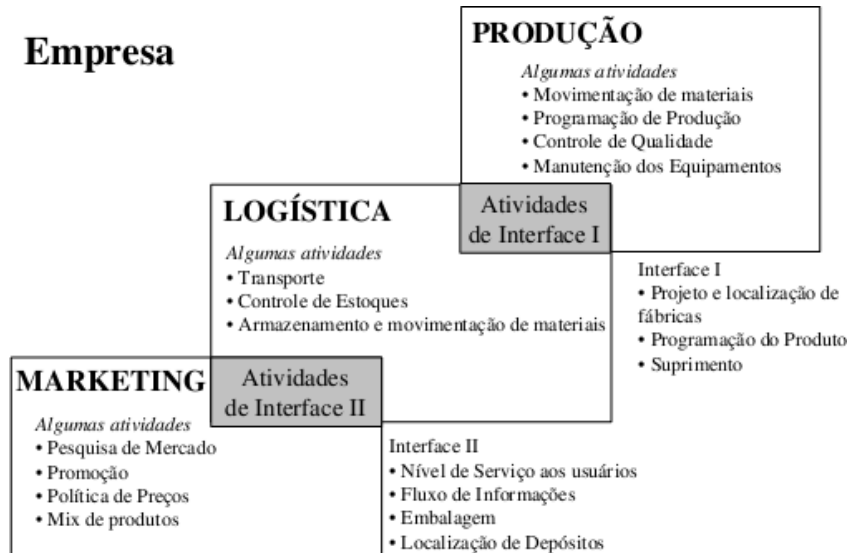 Empresa
PRODUÇÃO
Algumas atividades
• Movimentação de materiais
• Programação de Produção
• Controle de Qualidade
• Manutenção dos Equipamentos
Atividades
de Interface I
LOGÍSTICA
Algumas atividades
• Transporte
• Controle de Estoques
• Armazenamento e movimentação de materiais
Interface I
• Projeto e localização de
fábricas
• Programação do Produto
• Suprimento
MARKETING
Atividades
de Interface II
Algumas atividades
• Pesquisa de Mercado
• Promoção
• Política de Preços
• Mix de produtos
Interface II
• Nível de Serviço aos usuários
• Fluxo de Informações
• Embalagem
• Localização de Depósitos